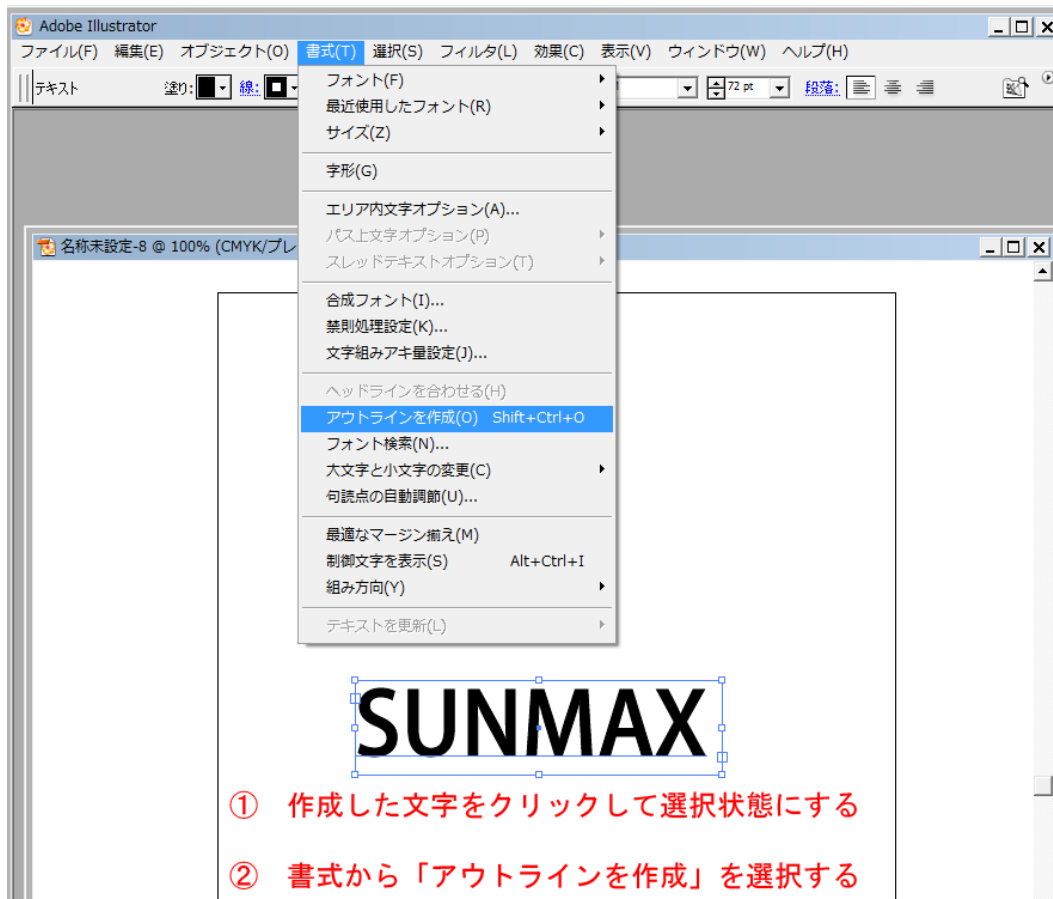 Adobe Illustrator
ファイル(F) 編集(E) オブジェクト(O) 書式(T) 選択(S) フィルタ(L) 効果(C) 表示(V) ウィンドウ(W) ヘルプ(H)
テキスト 塗り: 線: 72 pt 段落:
フォント(F)
最近使用したフォント(R)
サイズ(Z)
字形(G)
エリア内文字オプション(A)...
パス上文字オプション(P)
スレッドテキストオプション(T)
名称未設定-8 @ 100% (CMYK/プレ
合成フォント(I)...
禁則処理設定(K)...
文字組みアキ量設定(J)...
ヘッドラインを合わせる(H)
アウトラインを作成(O) Shift+Ctrl+O
フォント検索(N)...
大文字と小文字の変更(C)
句読点の自動調節(U)...
最適なマージン揃え(M)
制御文字を表示(S) Alt+Ctrl+I
組み方向(Y)
テキストを更新(L)
SUNMAX
① 作成した文字をクリックして選択状態にする
② 書式から「アウトラインを作成」を選択する